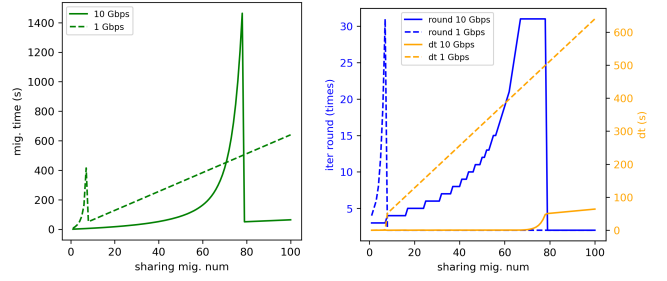 10 Gbps
1 Gbps
1400
1200
1000
800
600
400
200
0
mig. time (s)
0 20 40 60 80 100
sharing mig. num
round 10 Gbps
round 1 Gbps
dt 10 Gbps
dt 1 Gbps
30
25
20
15
10
5
iter round (times)
0 20 40 60 80 100
sharing mig. num
600
500
400
300
200
100
0
dt (s)